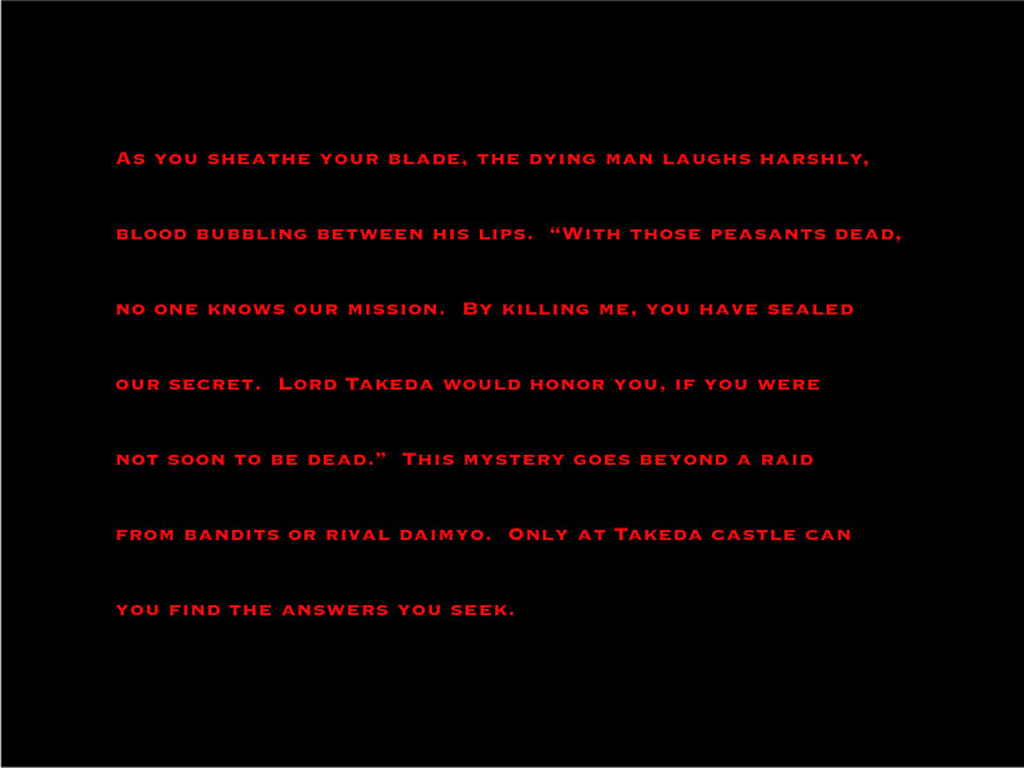 As you sheathe your blade, the dying man laughs harshly,
blood bubbling between his lips.  “With those peasants dead,
no one knows our mission.  By killing me, you have sealed
our secret.  Lord Takeda would honor you, if you were
not soon to be dead.”  This mystery goes beyond a raid
from bandits or rival daimyo.  Only at Takeda castle can
you find the answers you seek.